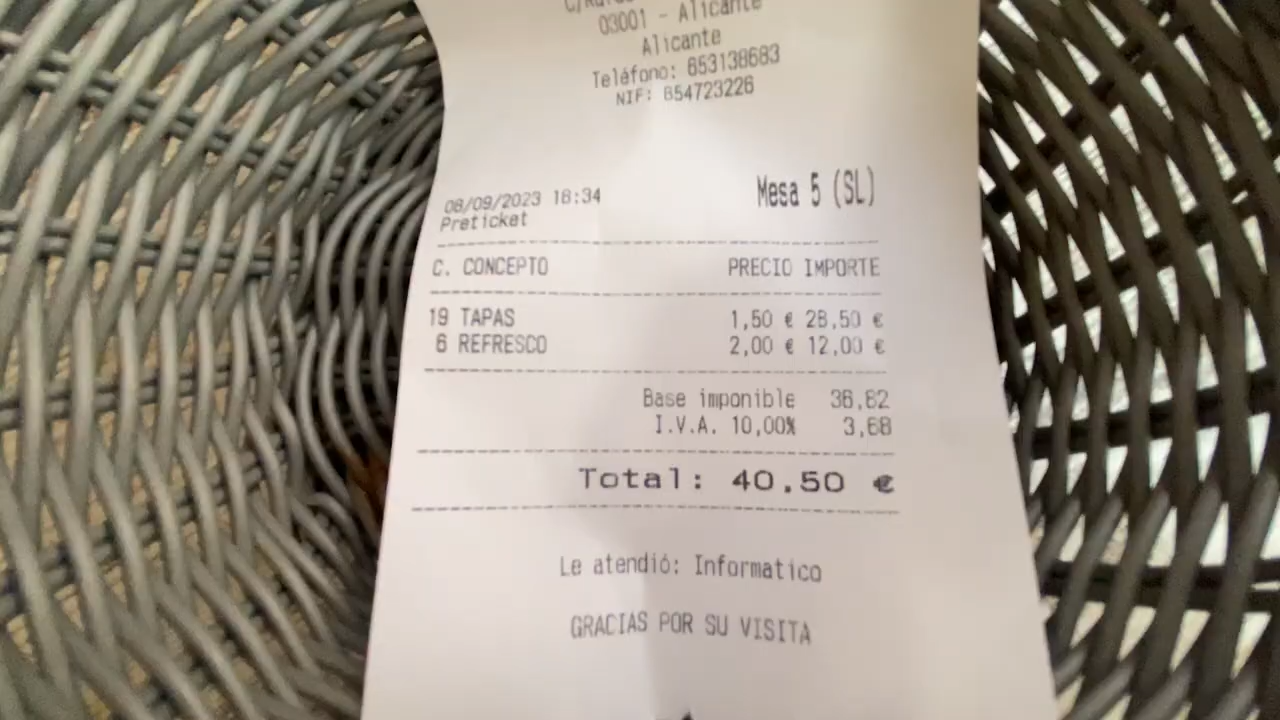 03001 - Alicante
Alicante
Teléfono: 653138683
NIF: B54723226
Mesa 5 (SL)
08/09/2023 16:34
Preticket
C. CONCEPTO PRECIO IMPORTE
19 TAPAS 1,50 € 28,50 €
6 REFRESCO 2,00 € 12,00 €
Base imponible 36,82
I.V.A. 10,00% 3,68
Total: 40.50 €
Le atendió: Informatico
GRACIAS POR SU VISITA